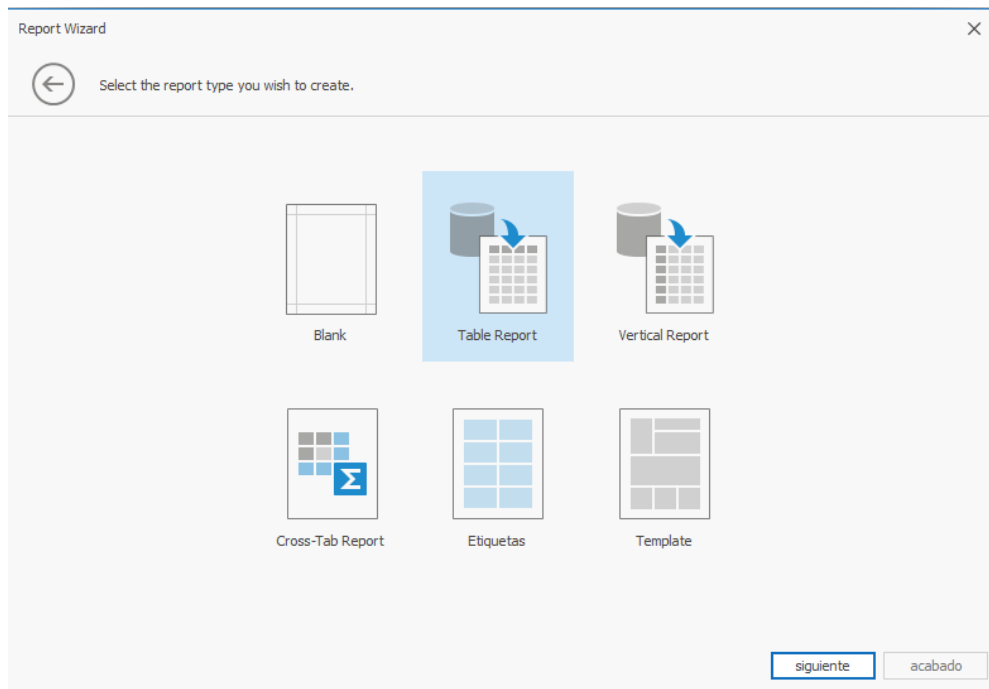 Report Wizard
Select the report type you wish to create.
Blank
Table Report
Vertical Report
Cross-Tab Report
Etiquetas
Template
siguiente
acabado